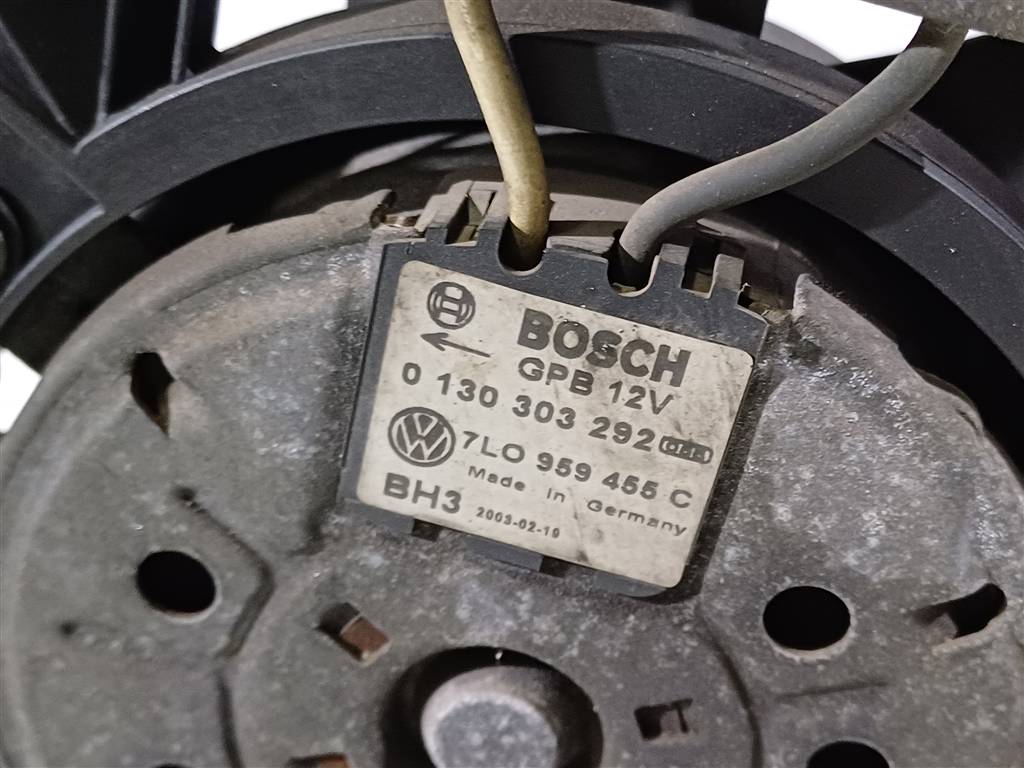 BOSCH
GPB 12V
0 130 303 292
7L0 959 455 C
Made in Germany
BH3 2003-02-10